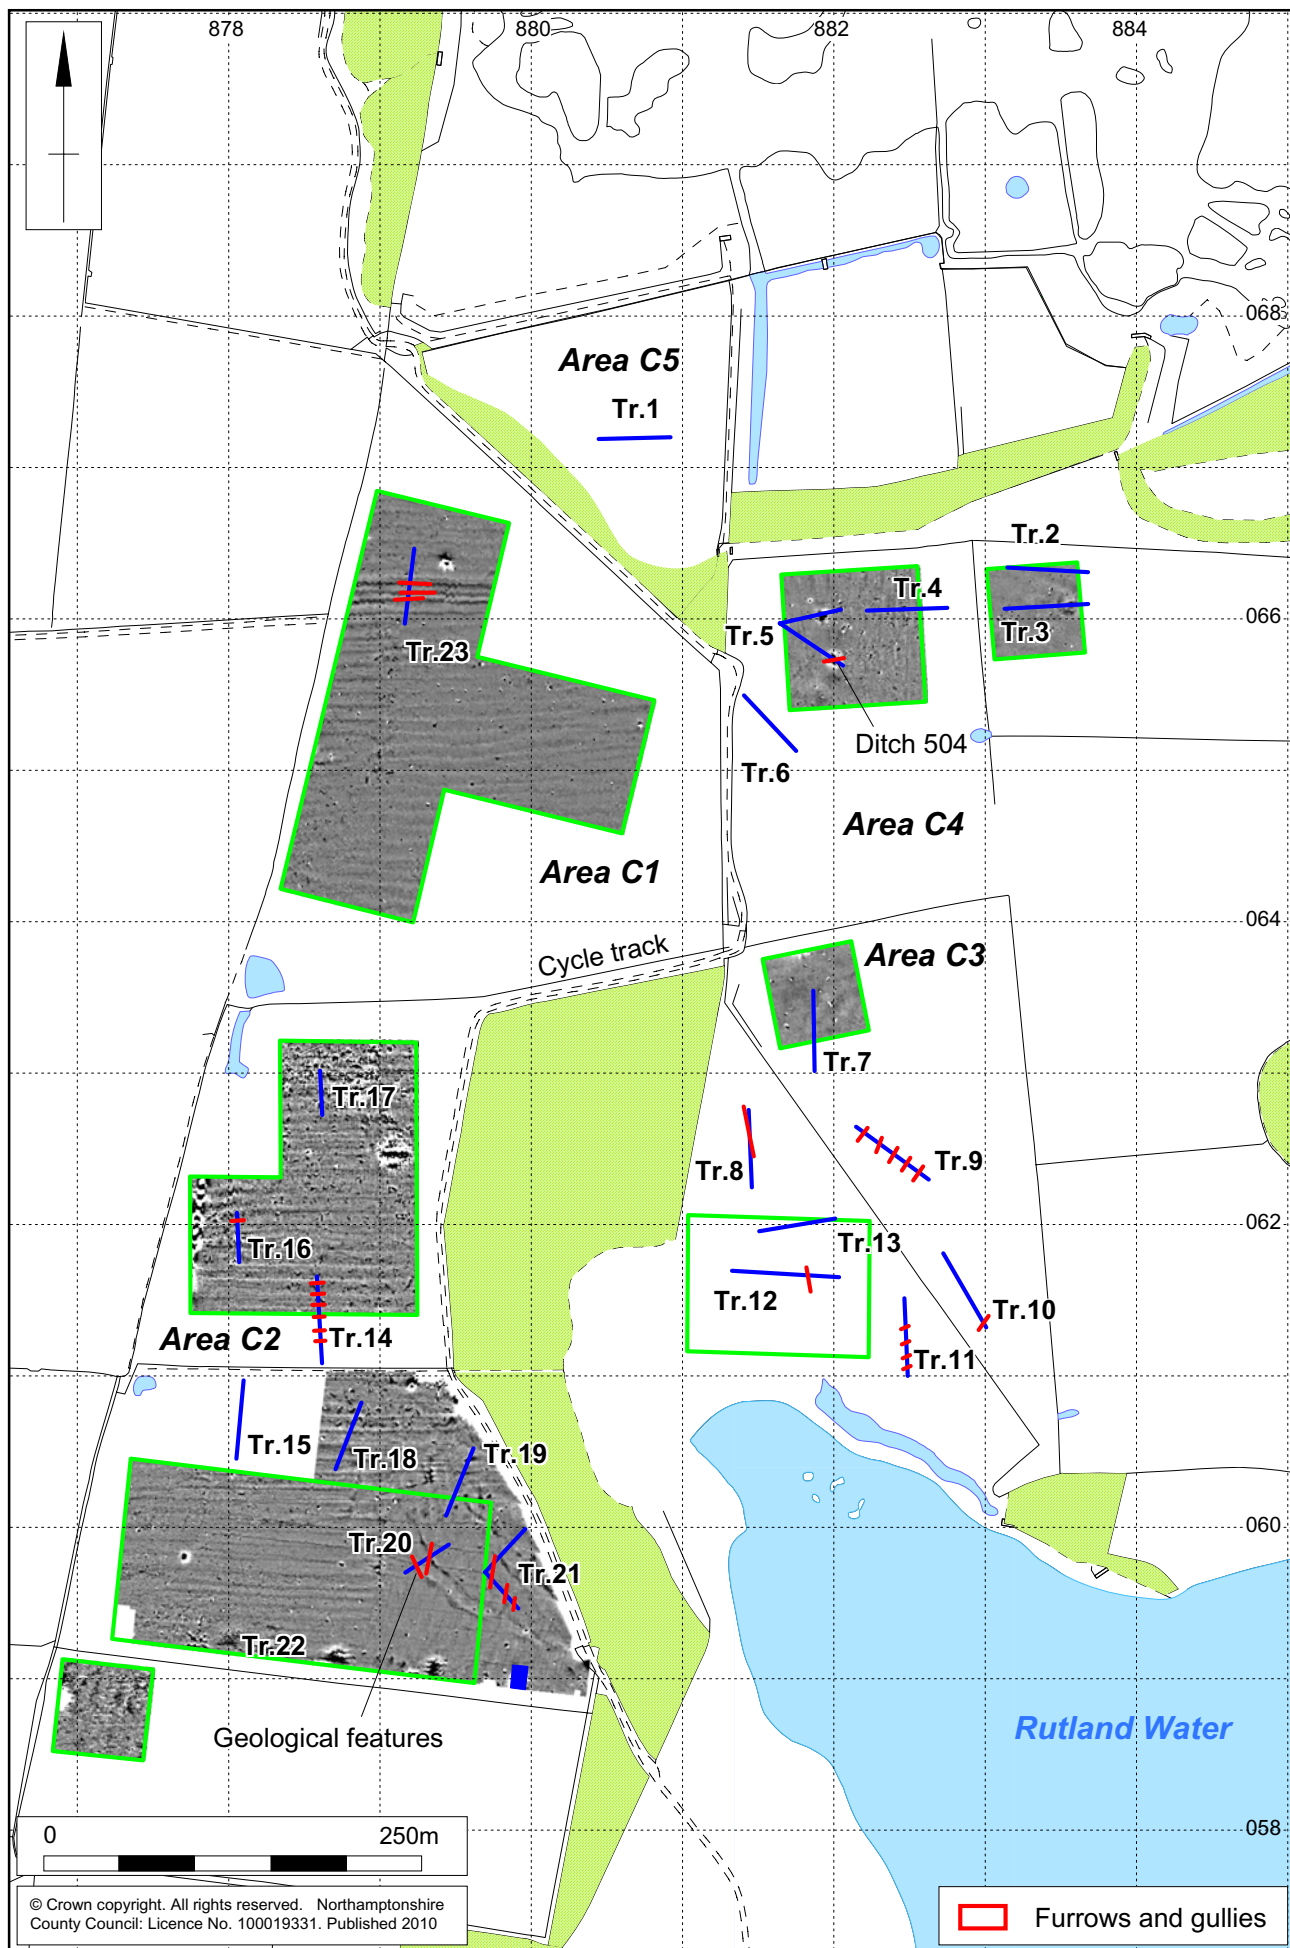 878
880
882
884
068
Area C5
Tr.1
Tr.2
Tr.4
066
Tr.5
Tr.3
Tr.23
Ditch 504
Tr.6
Area C4
Area C1
064
Cycle track
Area C3
Tr.7
Tr.17
Tr.8
Tr.9
062
Tr.16
Tr.13
Tr.12
Tr.10
Area C2
Tr.14
Tr.11
Tr.15
Tr.18
Tr.19
060
Tr.20
Tr.21
Tr.22
Geological features
Rutland Water
058
0
250m
© Crown copyright. All rights reserved. Northamptonshire
County Council: Licence No. 100019331. Published 2010
Furrows and gullies